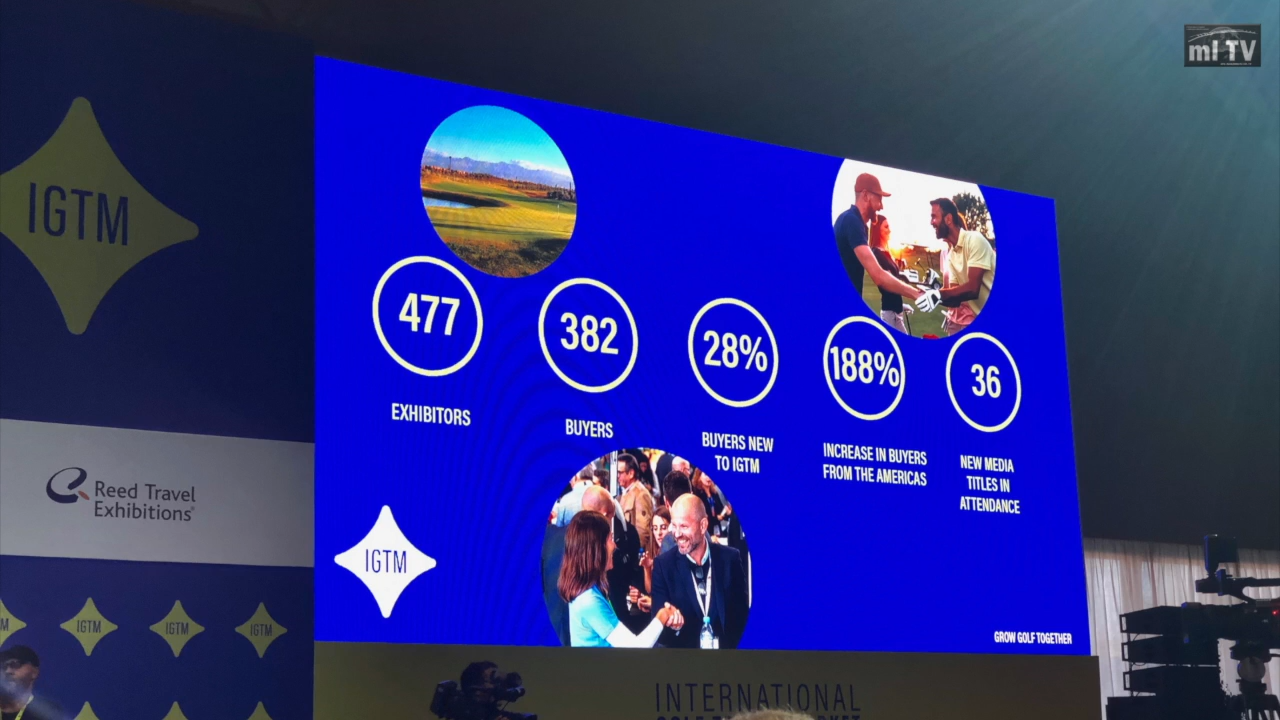 mI TV
IGTM
477
382
28%
188%
36
EXHIBITORS
BUYERS
BUYERS NEW
TO IGTM
INCREASE IN BUYERS
FROM THE AMERICAS
NEW MEDIA
TITLES IN
ATTENDANCE
Reed Travel
Exhibitions
IGTM
IGTM
IGTM
IGTM
GROW GOLF TOGETHER
INTERNATIONAL